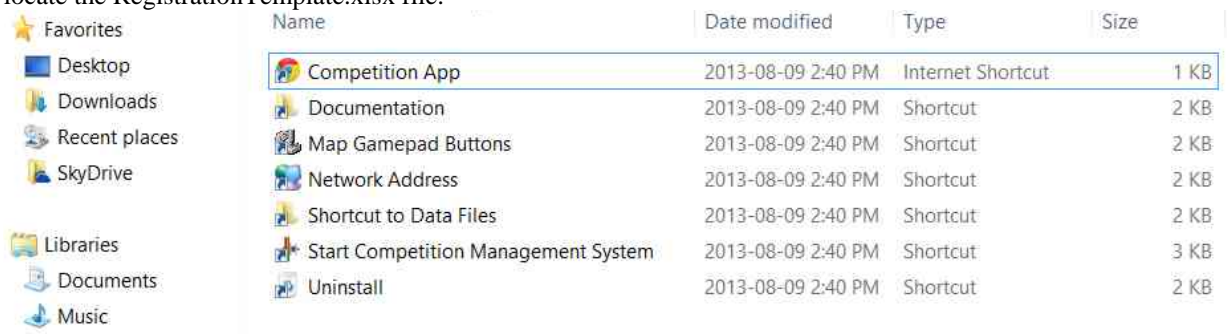 locate the RegistrationTemplate.xlsx file.
Favorites Name Date modified Type Size
Desktop Competition App 2013-08-09 2:40 PM Internet Shortcut 1 KB
Downloads Documentation 2013-08-09 2:40 PM Shortcut 2 KB
Recent places Map Gamepad Buttons 2013-08-09 2:40 PM Shortcut 2 KB
SkyDrive Network Address 2013-08-09 2:40 PM Shortcut 2 KB
Shortcut to Data Files 2013-08-09 2:40 PM Shortcut 2 KB
Libraries Start Competition Management System 2013-08-09 2:40 PM Shortcut 3 KB
Documents Uninstall 2013-08-09 2:40 PM Shortcut 2 KB
Music